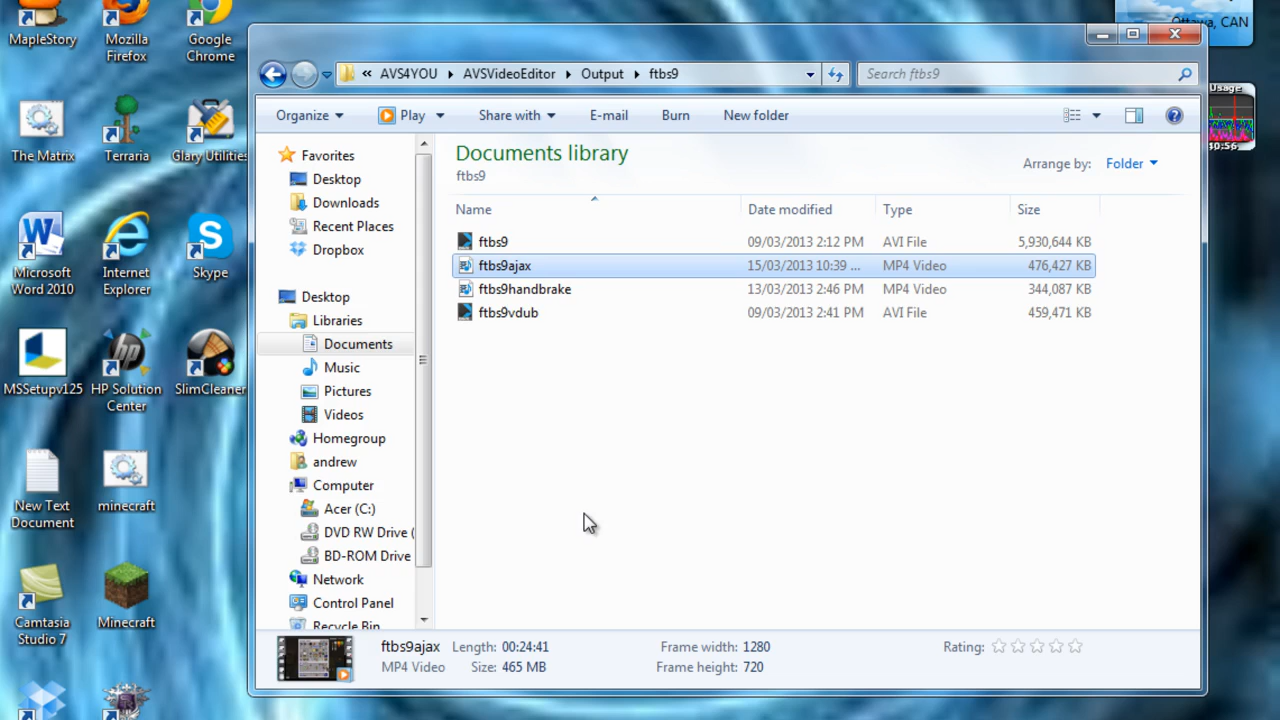 MapleStory
Mozilla
Firefox
Google
Chrome
The Matrix
Terraria
Glary Utilities
Microsoft
Word 2010
Internet
Explorer
Skype
MSSetupv125
HP Solution
Center
SlimCleaner
New Text
Document
minecraft
Camtasia
Studio 7
Minecraft
Ottawa, CAN
Usage
« AVS4YOU ▸ AVSVideoEditor ▸ Output ▸ ftbs9
Search ftbs9
Organize Play Share with E-mail Burn New folder
Favorites
Desktop
Downloads
Recent Places
Dropbox
Desktop
Libraries
Documents
Music
Pictures
Videos
Homegroup
andrew
Computer
Acer (C:)
DVD RW Drive (
BD-ROM Drive
Network
Control Panel
Recycle Bin
Documents library
ftbs9
Arrange by: Folder
Name Date modified Type Size
ftbs9 09/03/2013 2:12 PM AVI File 5,930,644 KB
ftbs9ajax 15/03/2013 10:39 ... MP4 Video 476,427 KB
ftbs9handbrake 13/03/2013 2:46 PM MP4 Video 344,087 KB
ftbs9vdub 09/03/2013 2:41 PM AVI File 459,471 KB
ftbs9ajax Length: 00:24:41 Frame width: 1280 Rating:
MP4 Video Size: 465 MB Frame height: 720